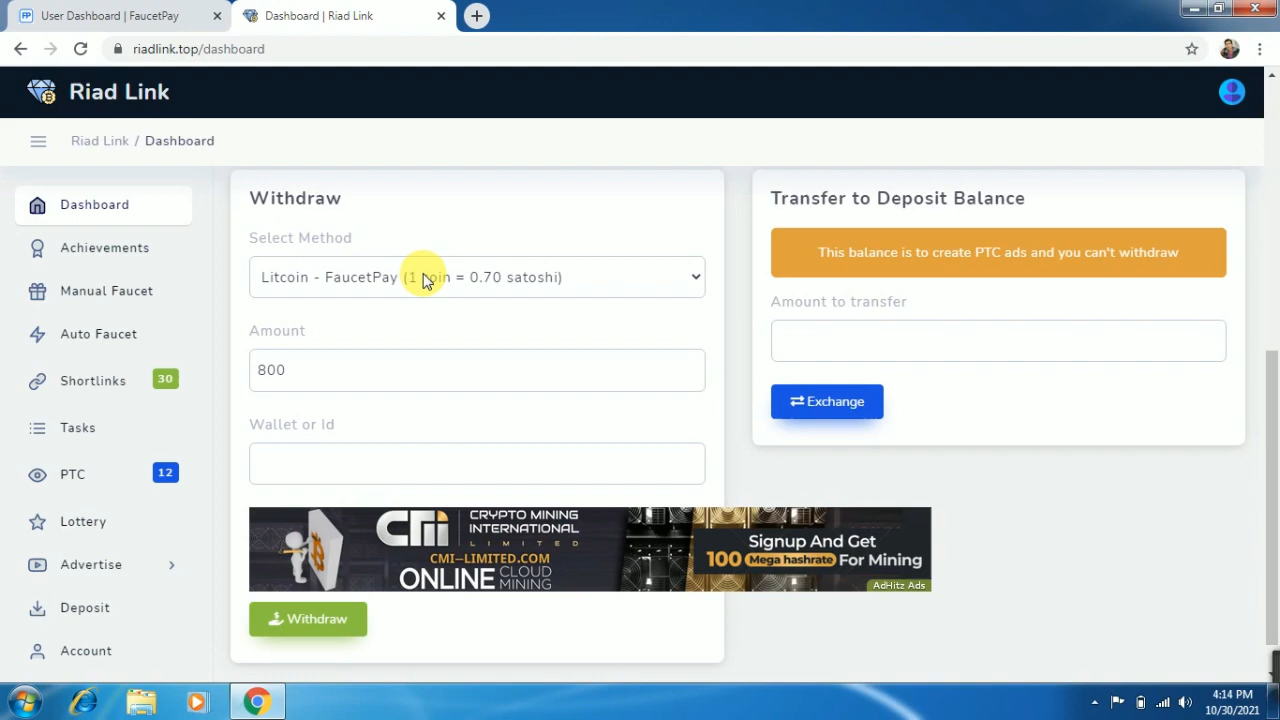 User Dashboard | FaucetPay
Dashboard | Riad Link
riadlink.top/dashboard
Riad Link
Riad Link / Dashboard
Dashboard
Achievements
Manual Faucet
Auto Faucet
Shortlinks 30
Tasks
PTC 12
Lottery
Advertise
Deposit
Account
Withdraw
Select Method
Litcoin - FaucetPay (1 coin = 0.70 satoshi)
Amount
800
Wallet or Id
CMI
CRYPTO MINING
INTERNATIONAL
LIMITED
CMI-LIMITED.COM
ONLINE CLOUD
MINING
Signup And Get
100 Mega hashrate For Mining
AdHitz Ads
Withdraw
Transfer to Deposit Balance
This balance is to create PTC ads and you can't withdraw
Amount to transfer
Exchange
4:14 PM
10/30/2021